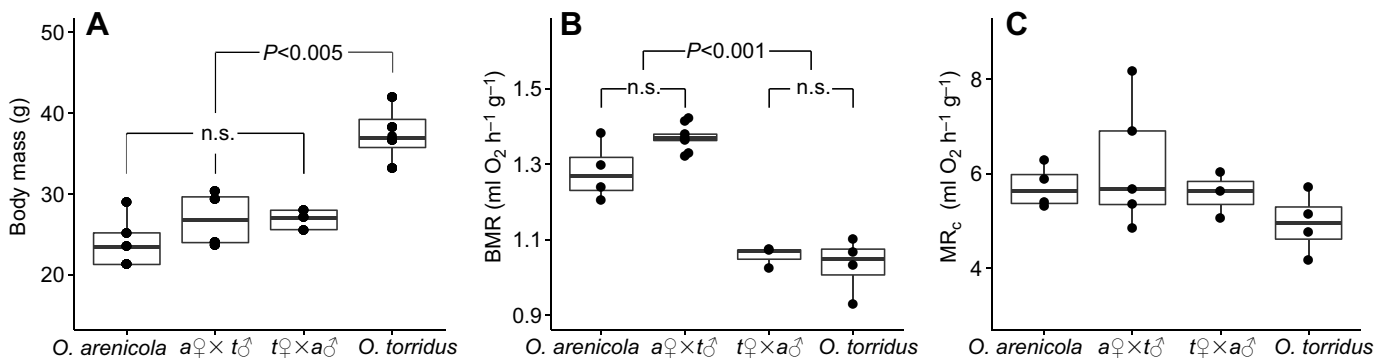 A
Body mass (g)
50
40
30
20
P<0.005
n.s.
O. arenicola
a♀× t♂
t♀×a♂
O. torridus
B
BMR (ml O2 h–1 g–1)
1.5
1.3
1.1
0.9
P<0.001
n.s.
n.s.
O. arenicola
a♀×t♂
t♀×a♂
O. torridus
C
MRc (ml O2 h–1 g–1)
8
6
4
O. arenicola
a♀×t♂
t♀×a♂
O. torridus